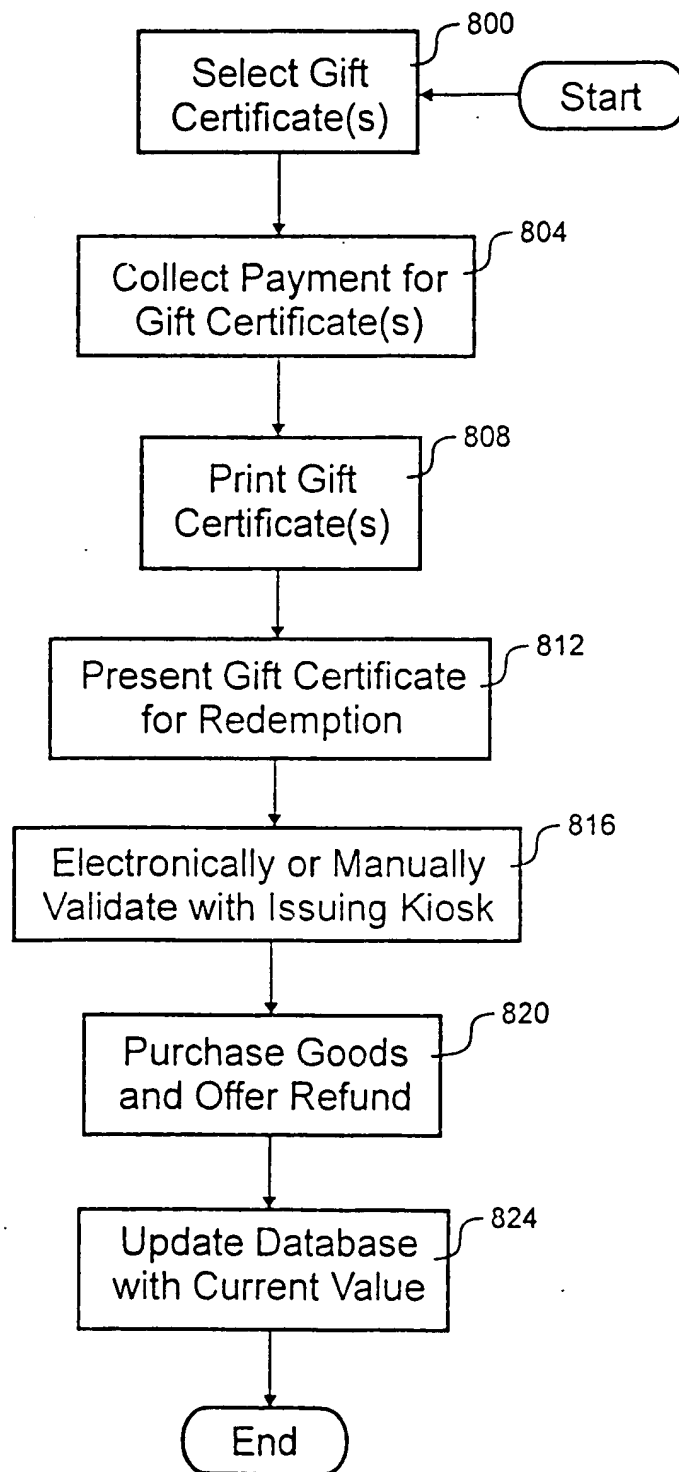 800
Select Gift
Certificate(s)
Start
804
Collect Payment for
Gift Certificate(s)
808
Print Gift
Certificate(s)
812
Present Gift Certificate
for Redemption
816
Electronically or Manually
Validate with Issuing Kiosk
820
Purchase Goods
and Offer Refund
824
Update Database
with Current Value
End